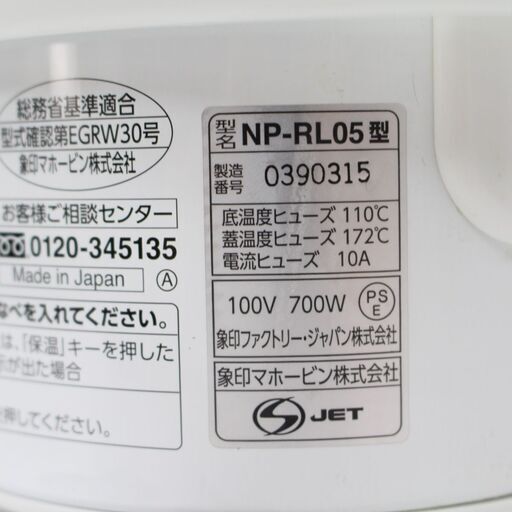 総務省基準適合
型式確認第EGRW30号
象印マホービン株式会社
お客様ご相談センター
0120-345135
Made in Japan Ⓐ
なべを入れてください。
は、「保温」キーを押した
示が出た場合
押してください。
型名 NP-RL05型
製造番号 0390315
底温度ヒューズ 110℃
蓋温度ヒューズ 172℃
電流ヒューズ 10A
100V 700W PSE
象印ファクトリー・ジャパン株式会社
象印マホービン株式会社
JET